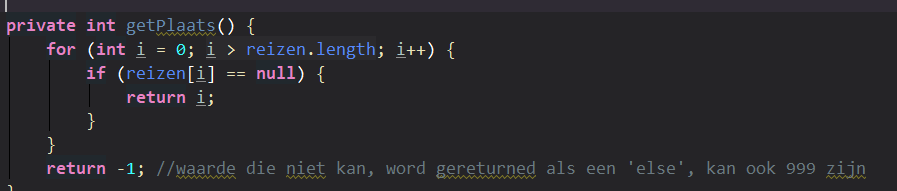 private int getPlaats() {
for (int i = 0; i > reizen.length; i++) {
if (reizen[i] == null) {
return i;
}
}
return -1; //waarde die niet kan, word gereturned als een 'else', kan ook 999 zijn
}